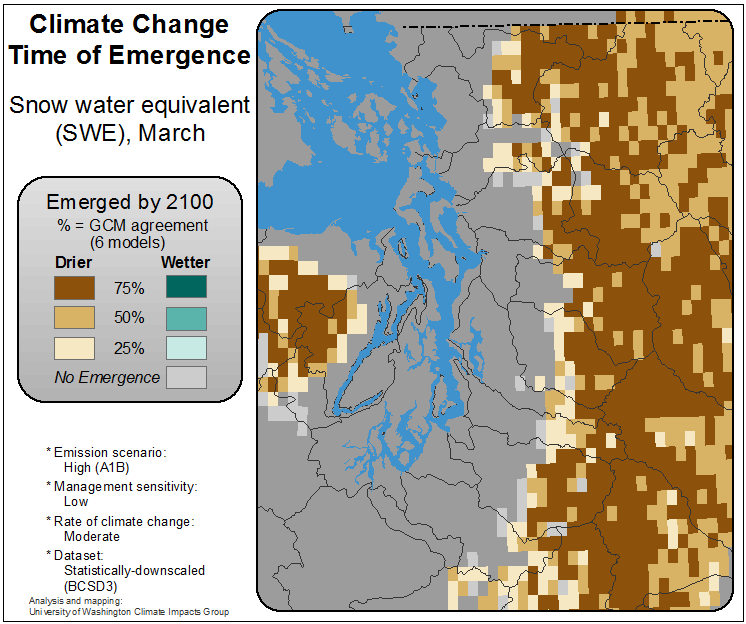 Climate Change
Time of Emergence
Snow water equivalent
(SWE), March
Emerged by 2100
% = GCM agreement
(6 models)
Drier Wetter
75%
50%
25%
No Emergence
* Emission scenario:
High (A1B)
* Management sensitivity:
Low
* Rate of climate change:
Moderate
* Dataset:
Statistically-downscaled
(BCSD3)
Analysis and mapping:
University of Washington Climate Impacts Group